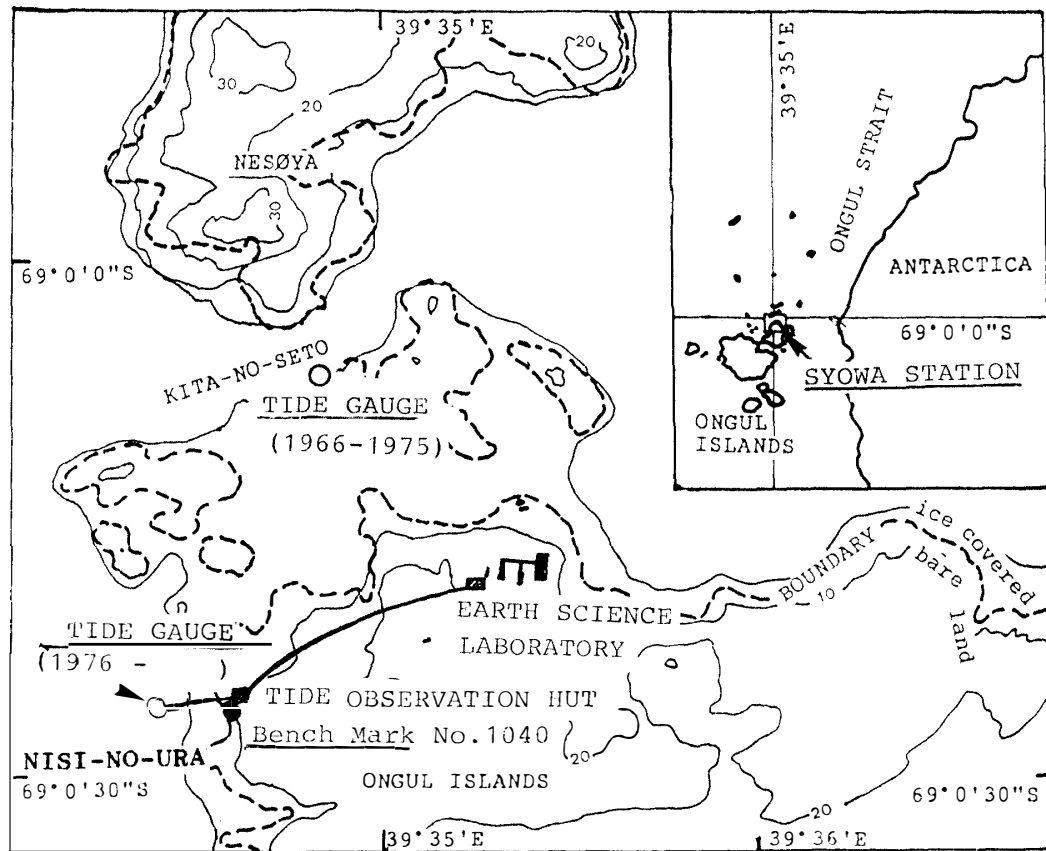 39°35'E
20
30
20
NESØYA
30
69°0'0"S
KITA-NO-SETO
TIDE GAUGE
(1966-1975)
39°35'E
ONGUL STRAIT
ANTARCTICA
69°0'0"S
SYOWA STATION
ONGUL
ISLANDS
BOUNDARY
ice covered
bare land
10
EARTH SCIENCE
LABORATORY
TIDE GAUGE
(1976 -
TIDE OBSERVATION HUT
Bench Mark No.1040
20
NISI-NO-URA
69°0'30"S
ONGUL ISLANDS
20
69°0'30"S
39°35'E
39°36'E